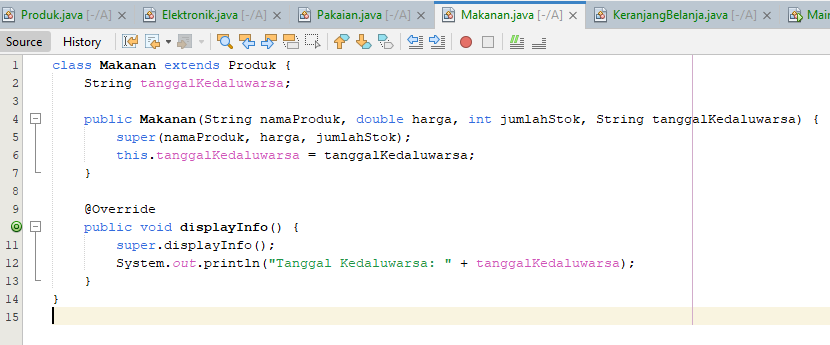 Produk.java [-/A] Elektronik.java [-/A] Pakaian.java [-/A] Makanan.java [-/A] KeranjangBelanja.java [-/A] Main
Source History
1 class Makanan extends Produk {
2 String tanggalKedaluwarsa;
3
4 public Makanan(String namaProduk, double harga, int jumlahStok, String tanggalKedaluwarsa) {
5 super(namaProduk, harga, jumlahStok);
6 this.tanggalKedaluwarsa = tanggalKedaluwarsa;
7 }
8
9 @Override
public void displayInfo() {
11 super.displayInfo();
12 System.out.println("Tanggal Kedaluwarsa: " + tanggalKedaluwarsa);
13 }
14 }
15